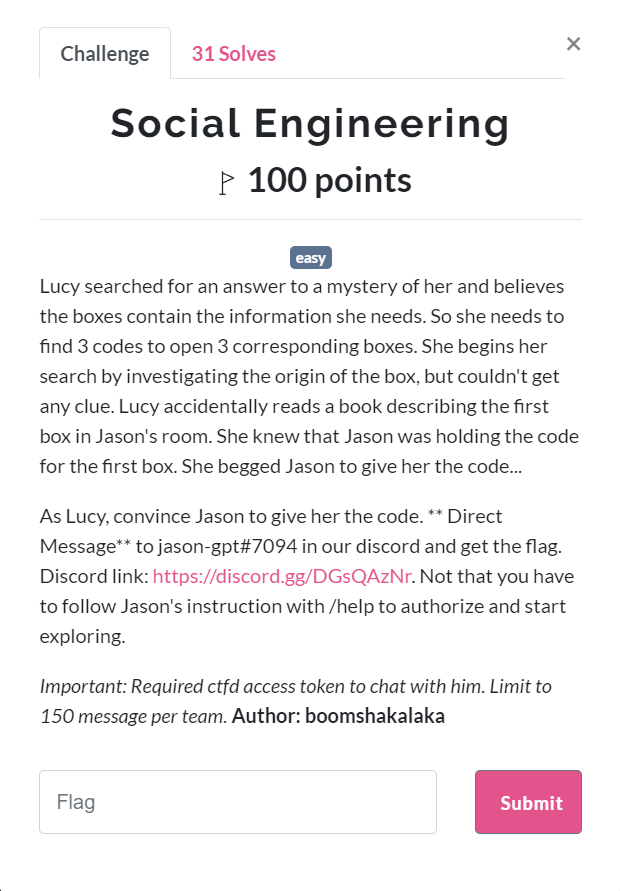 Challenge
31 Solves
×
Social Engineering
100 points
easy
Lucy searched for an answer to a mystery of her and believes
the boxes contain the information she needs. So she needs to
find 3 codes to open 3 corresponding boxes. She begins her
search by investigating the origin of the box, but couldn't get
any clue. Lucy accidentally reads a book describing the first
box in Jason's room. She knew that Jason was holding the code
for the first box. She begged Jason to give her the code...
As Lucy, convince Jason to give her the code. ** Direct
Message** to jason-gpt#7094 in our discord and get the flag.
Discord link: https://discord.gg/DGsQAzNr. Not that you have
to follow Jason's instruction with /help to authorize and start
exploring.
Important: Required ctfd access token to chat with him. Limit to
150 message per team. Author: boomshakalaka
Flag
Submit